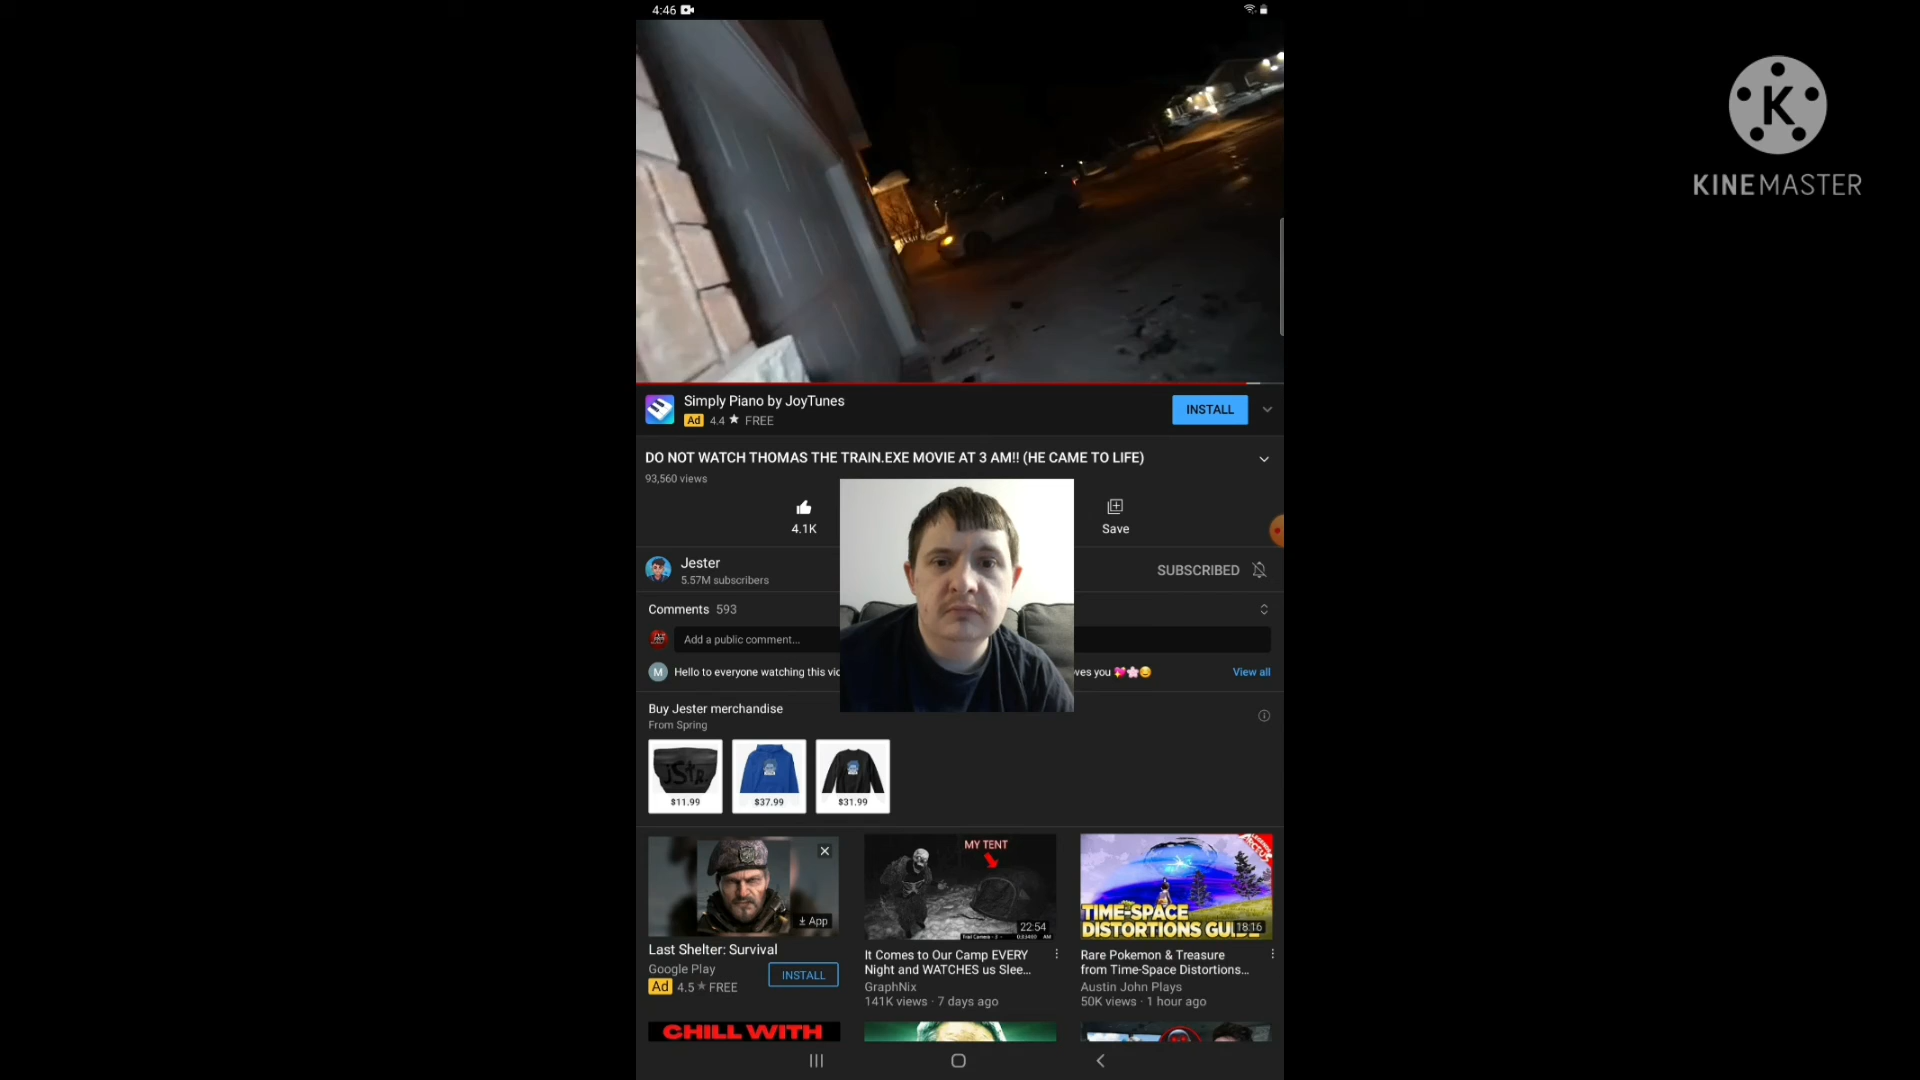 4:46
KINEMASTER
Simply Piano by JoyTunes
Ad 4.4 ★ FREE
INSTALL
DO NOT WATCH THOMAS THE TRAIN.EXE MOVIE AT 3 AM!! (HE CAME TO LIFE)
93,560 views
4.1K
Save
Jester
5.57M subscribers
SUBSCRIBED
Comments 593
Add a public comment...
M
Hello to everyone watching this
you 💖🌸😊
View all
Buy Jester merchandise
From Spring
$11.99
$37.99
$31.99
App
Last Shelter: Survival
Google Play
Ad 4.5 ★ FREE
INSTALL
MY TENT
22:54
It Comes to Our Camp EVERY
Night and WATCHES us Slee...
GraphNix
141K views · 7 days ago
TIME-SPACE
DISTORTIONS
18:16
Rare Pokemon & Treasure
from Time-Space Distortions...
Austin John Plays
50K views · 1 hour ago
CHILL WITH